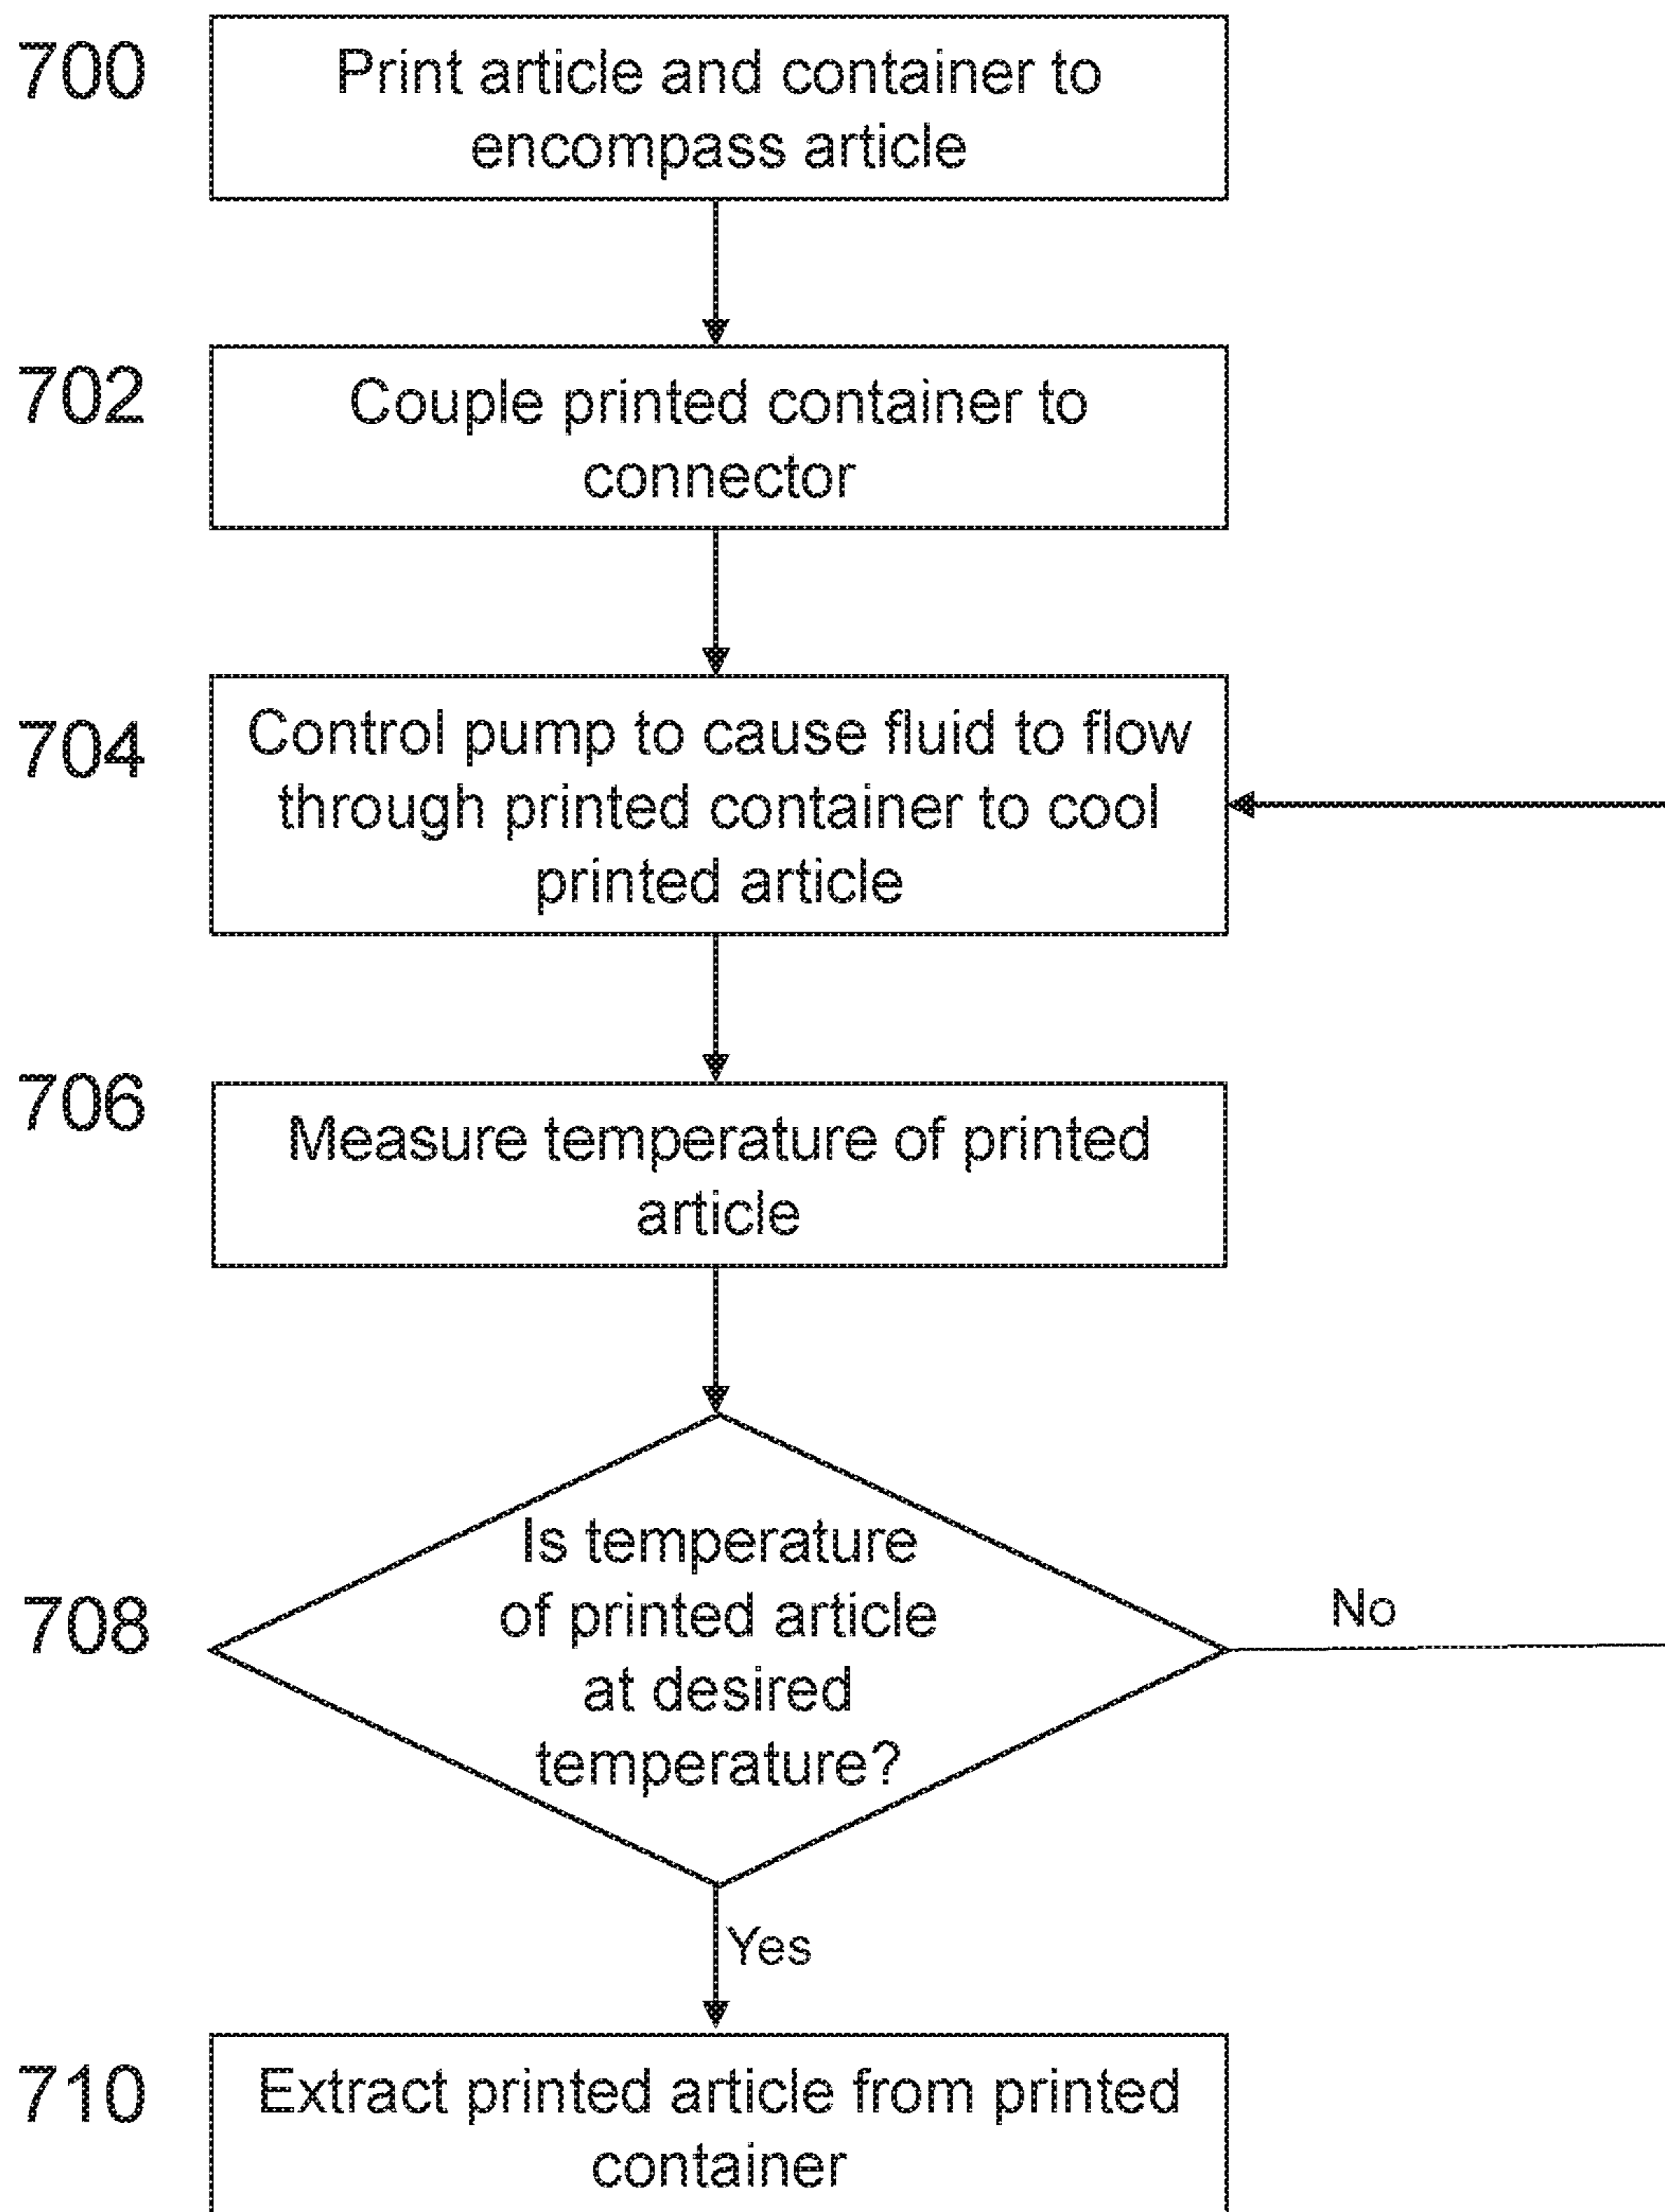 700
Print article and container to
encompass article
702
Couple printed container to
connector
704
Control pump to cause fluid to flow
through printed container to cool
printed article
706
Measure temperature of printed
article
708
Is temperature
of printed article
at desired
temperature?
No
Yes
710
Extract printed article from printed
container